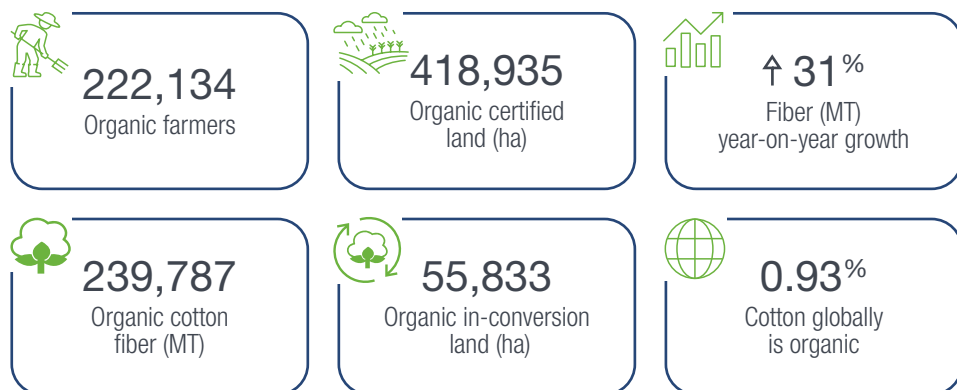 222,134
Organic farmers
418,935
Organic certified
land (ha)
31%
Fiber (MT)
year-on-year growth
239,787
Organic cotton
fiber (MT)
55,833
Organic in-conversion
land (ha)
0.93%
Cotton globally
is organic